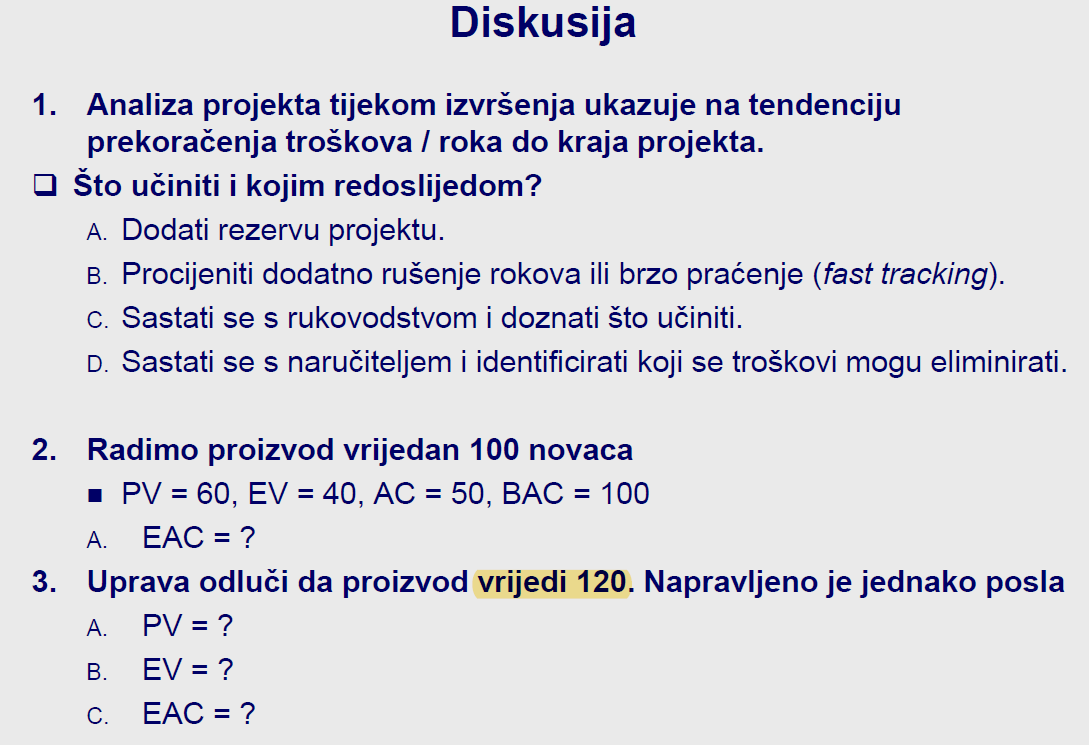 Diskusija
1. Analiza projekta tijekom izvršenja ukazuje na tendenciju
prekoračenja troškova / roka do kraja projekta.
❑ Što učiniti i kojim redoslijedom?
A. Dodati rezervu projektu.
B. Procijeniti dodatno rušenje rokova ili brzo praćenje (fast tracking).
C. Sastati se s rukovodstvom i doznati što učiniti.
D. Sastati se s naručiteljem i identificirati koji se troškovi mogu eliminirati.
2. Radimo proizvod vrijedan 100 novaca
■ PV = 60, EV = 40, AC = 50, BAC = 100
A. EAC = ?
3. Uprava odluči da proizvod vrijedi 120. Napravljeno je jednako posla
A. PV = ?
B. EV = ?
C. EAC = ?